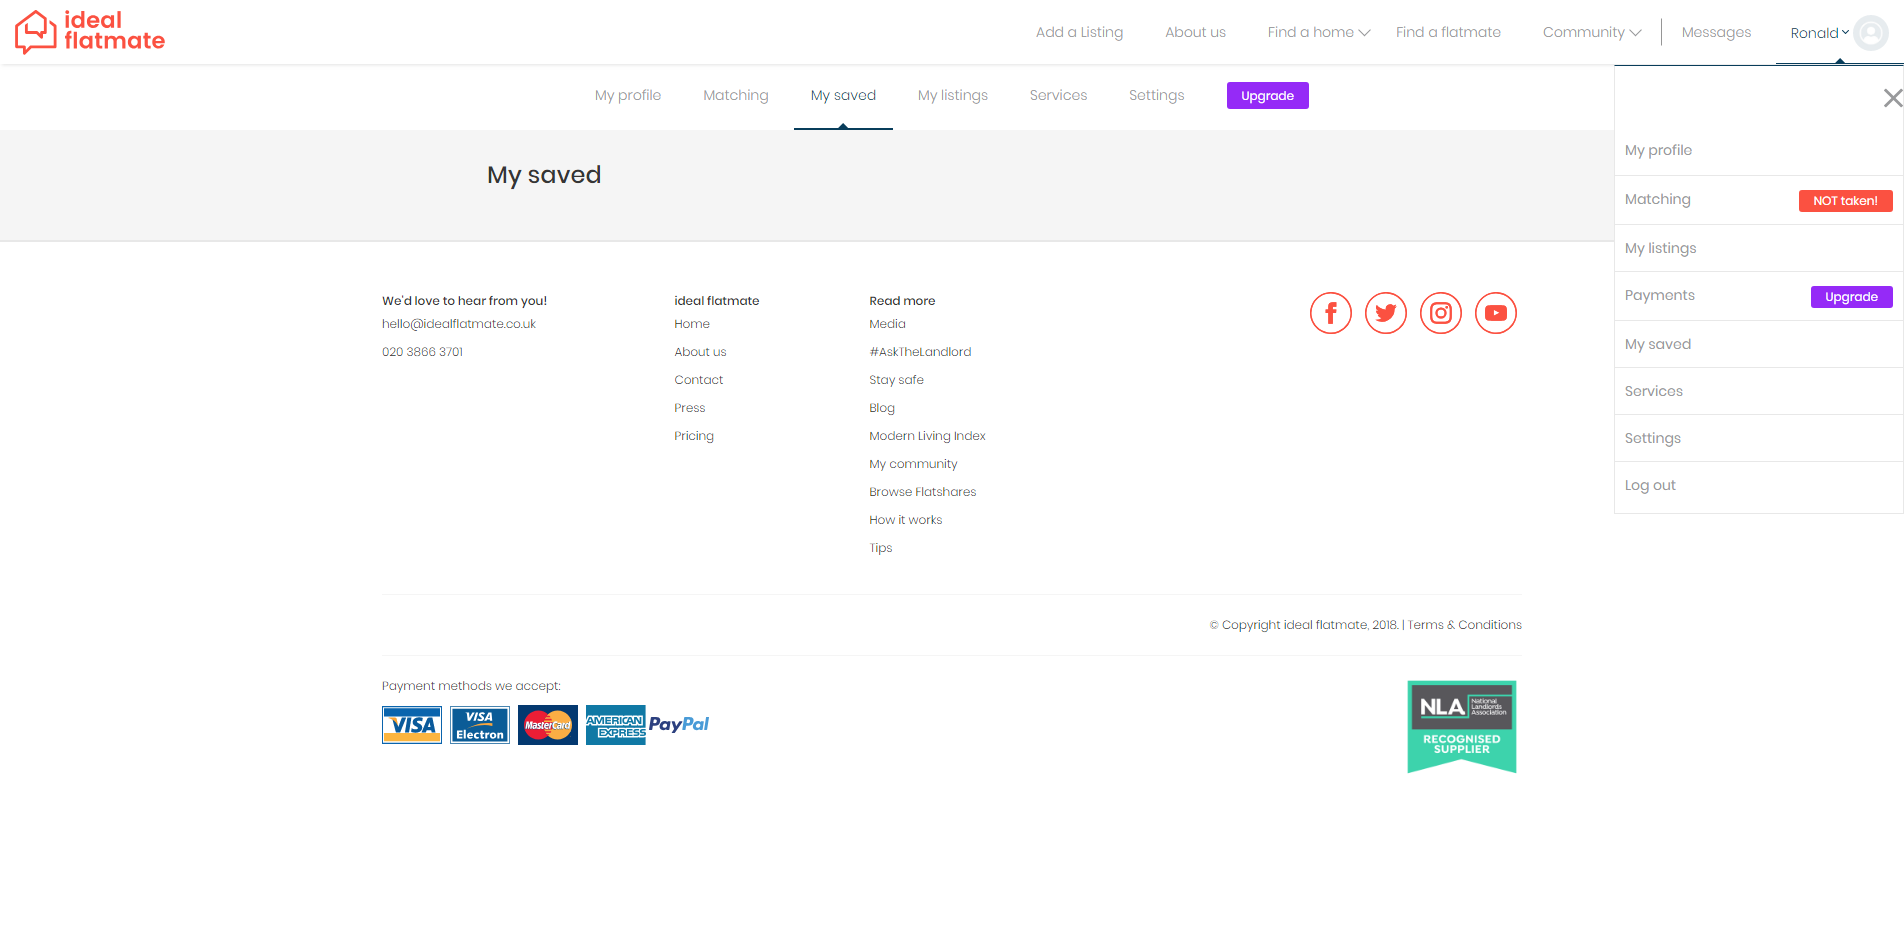 ideal
flatmate
Add a Listing
About us
Find a home
Find a flatmate
Community
Messages
Ronald
My profile
Matching
My saved
My listings
Services
Settings
Upgrade
My saved
My profile
Matching
NOT taken!
My listings
Payments
Upgrade
My saved
Services
Settings
Log out
We'd love to hear from you!
hello@idealflatmate.co.uk
020 3866 3701
ideal flatmate
Home
About us
Contact
Press
Pricing
Read more
Media
#AskTheLandlord
Stay safe
Blog
Modern Living Index
My community
Browse Flatshares
How it works
Tips
© Copyright ideal flatmate, 2018. | Terms & Conditions
Payment methods we accept:
VISA
VISA
Electron
MasterCard
AMERICAN
EXPRESS
PayPal
NLA
National
Landlords
Association
RECOGNISED
SUPPLIER